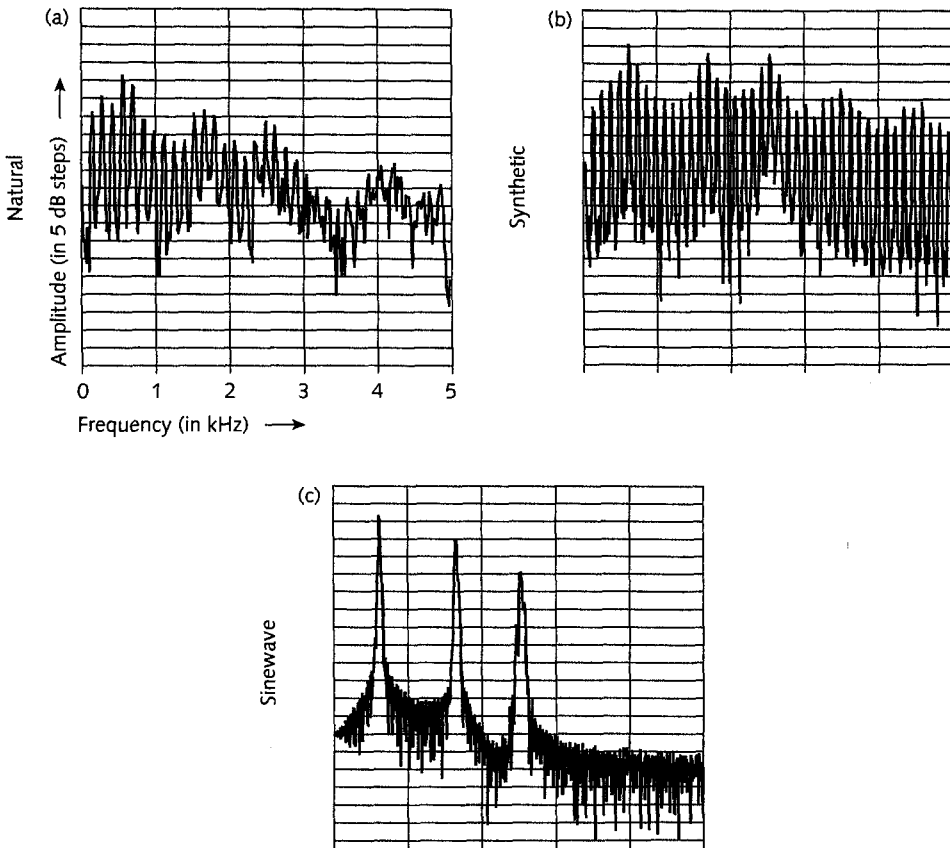 (a)
Natural
Amplitude (in 5 dB steps)
0 1 2 3 4 5
Frequency (in kHz)
(b)
Synthetic
(c)
Sinewave